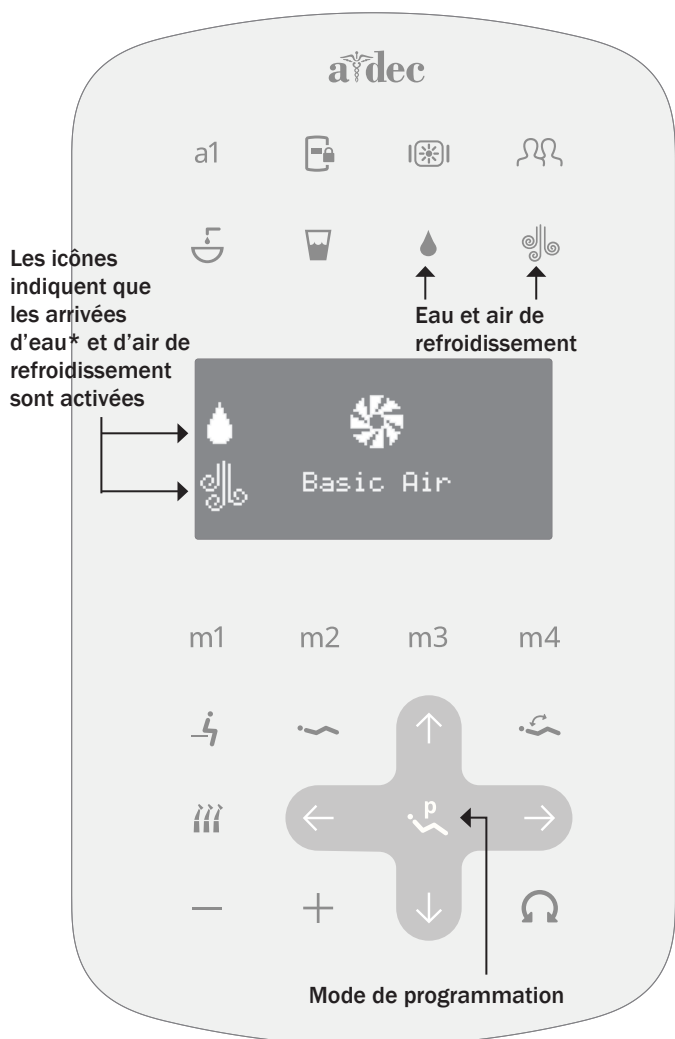 a dec
a1
Les icônes
indiquent que
les arrivées
d'eau* et d'air de
refroidissement
sont activées
Eau et air de
refroidissement
Basic Air
m1 m2 m3 m4
p
Mode de programmation